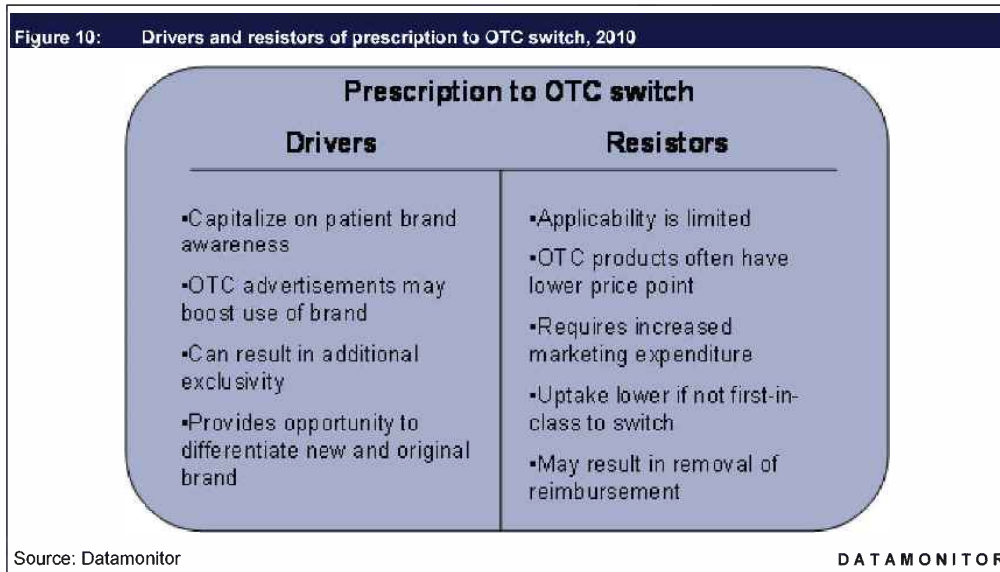 Figure 10: Drivers and resistors of prescription to OTC switch, 2010
Prescription to OTC switch
Drivers
▪Capitalize on patient brand
awareness
▪OTC advertisements may
boost use of brand
▪Can result in additional
exclusivity
▪Provides opportunity to
differentiate new and original
brand
Resistors
▪Applicability is limited
▪OTC products often have
lower price point
▪Requires increased
marketing expenditure
▪Uptake lower if not first-in-
class to switch
▪May result in removal of
reimbursement
Source: Datamonitor
DATAMONITOR